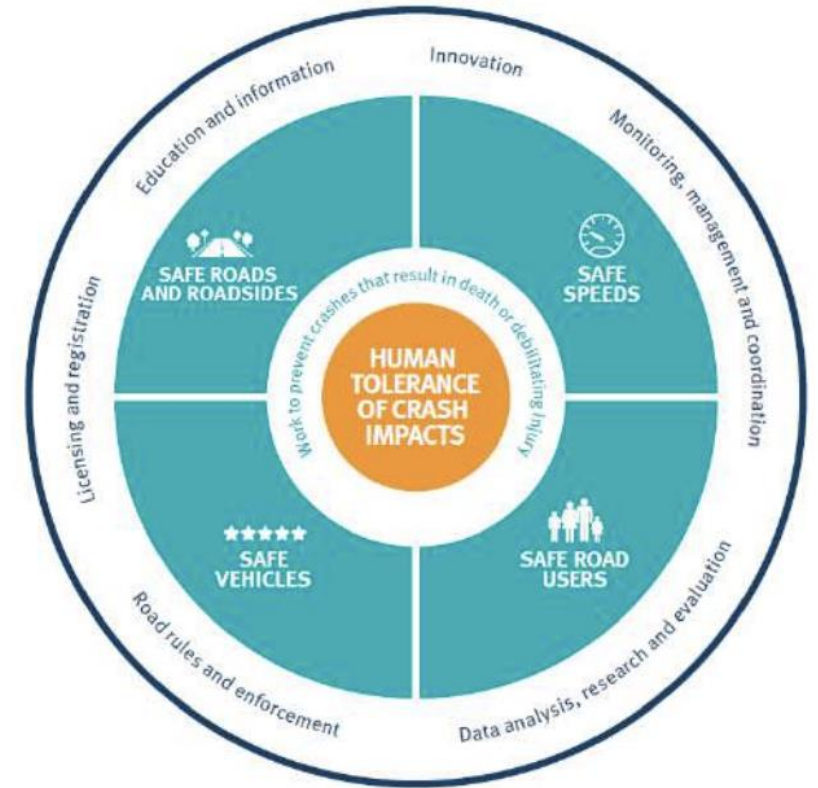 Innovation
Education and information
Monitoring, management and coordination
SAFE ROADS
AND ROADSIDES
SAFE
SPEEDS
Work to prevent crashes that result in death or debilitating injury
HUMAN
TOLERANCE
OF CRASH
IMPACTS
Licensing and registration
SAFE
VEHICLES
SAFE ROAD
USERS
Road rules and enforcement
Data analysis, research and evaluation